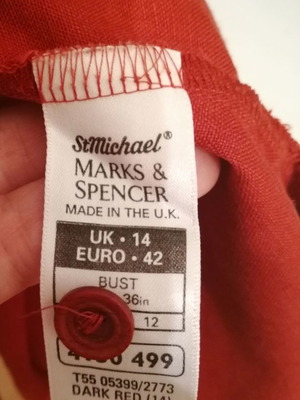 StMichael®
MARKS &
SPENCER
MADE IN THE U.K.
UK • 14
EURO • 42
BUST
36in
12
499
T55 05399/2773
DARK RED (14)